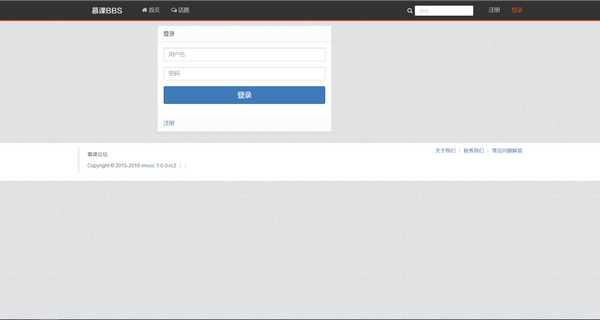 慕课BBS 首页 话题 搜索 注册 登录
登录
用户名
密码
登录
注册
慕课论坛 关于我们 | 联系我们 | 常见问题解答
Copyright © 2015-2016 imooc 1.0.0-rc2